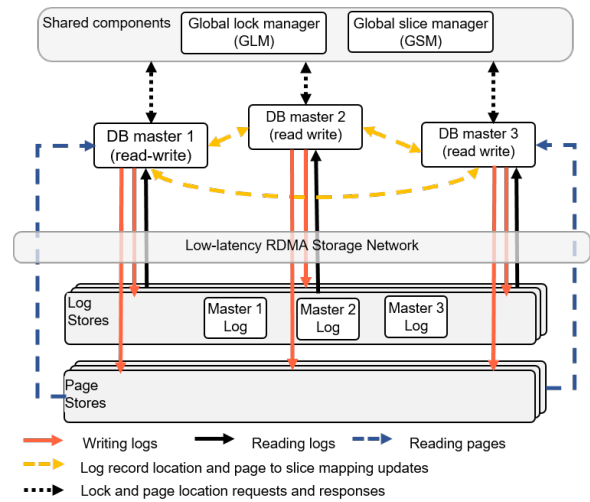 Shared components
Global lock manager
(GLM)
Global slice manager
(GSM)
DB master 1
(read-write)
DB master 2
(read write)
DB master 3
(read write)
Low-latency RDMA Storage Network
Log
Stores
Master 1
Log
Master 2
Log
Master 3
Log
Page
Stores
Writing logs
Reading logs
Reading pages
Log record location and page to slice mapping updates
Lock and page location requests and responses